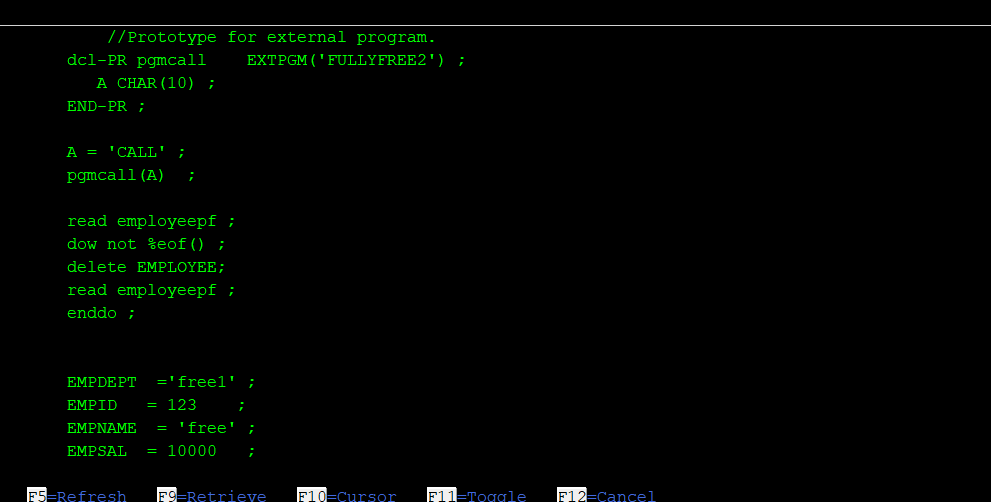 //Prototype for external program.
dcl-PR pgmcall    EXTPGM('FULLYFREE2') ;
A CHAR(10) ;
END-PR ;
A = 'CALL' ;
pgmcall(A)  ;
read employeepf ;
dow not %eof() ;
delete EMPLOYEE;
read employeepf ;
enddo ;
EMPDEPT  ='free1' ;
EMPID   = 123    ;
EMPNAME  = 'free' ;
EMPSAL  = 10000   ;
F5=Refresh   F9=Retrieve   F10=Cursor   F11=Toggle   F12=Cancel